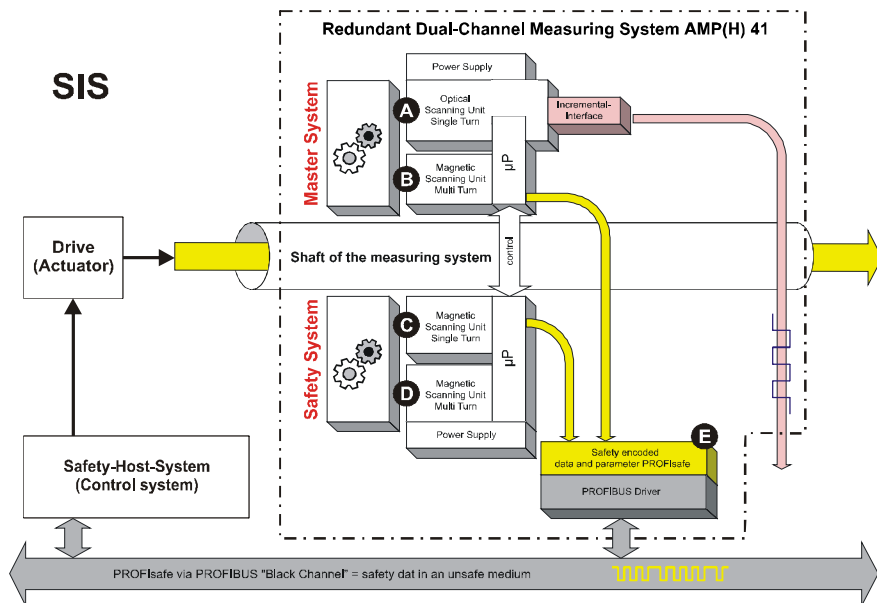 Redundant Dual-Channel Measuring System AMP(H) 41
SIS
Power Supply
Master System
A
Optical
Scanning Unit
Single Turn
Incremental-
Interface
µP
B
Magnetic
Scanning Unit
Multi Turn
Drive
(Actuator)
Shaft of the measuring system
control
Safety System
C
Magnetic
Scanning Unit
Single Turn
µP
D
Magnetic
Scanning Unit
Multi Turn
Power Supply
E
Safety encoded
data and parameter PROFIsafe
PROFIBUS Driver
Safety-Host-System
(Control system)
PROFIsafe via PROFIBUS "Black Channel" = safety dat in an unsafe medium